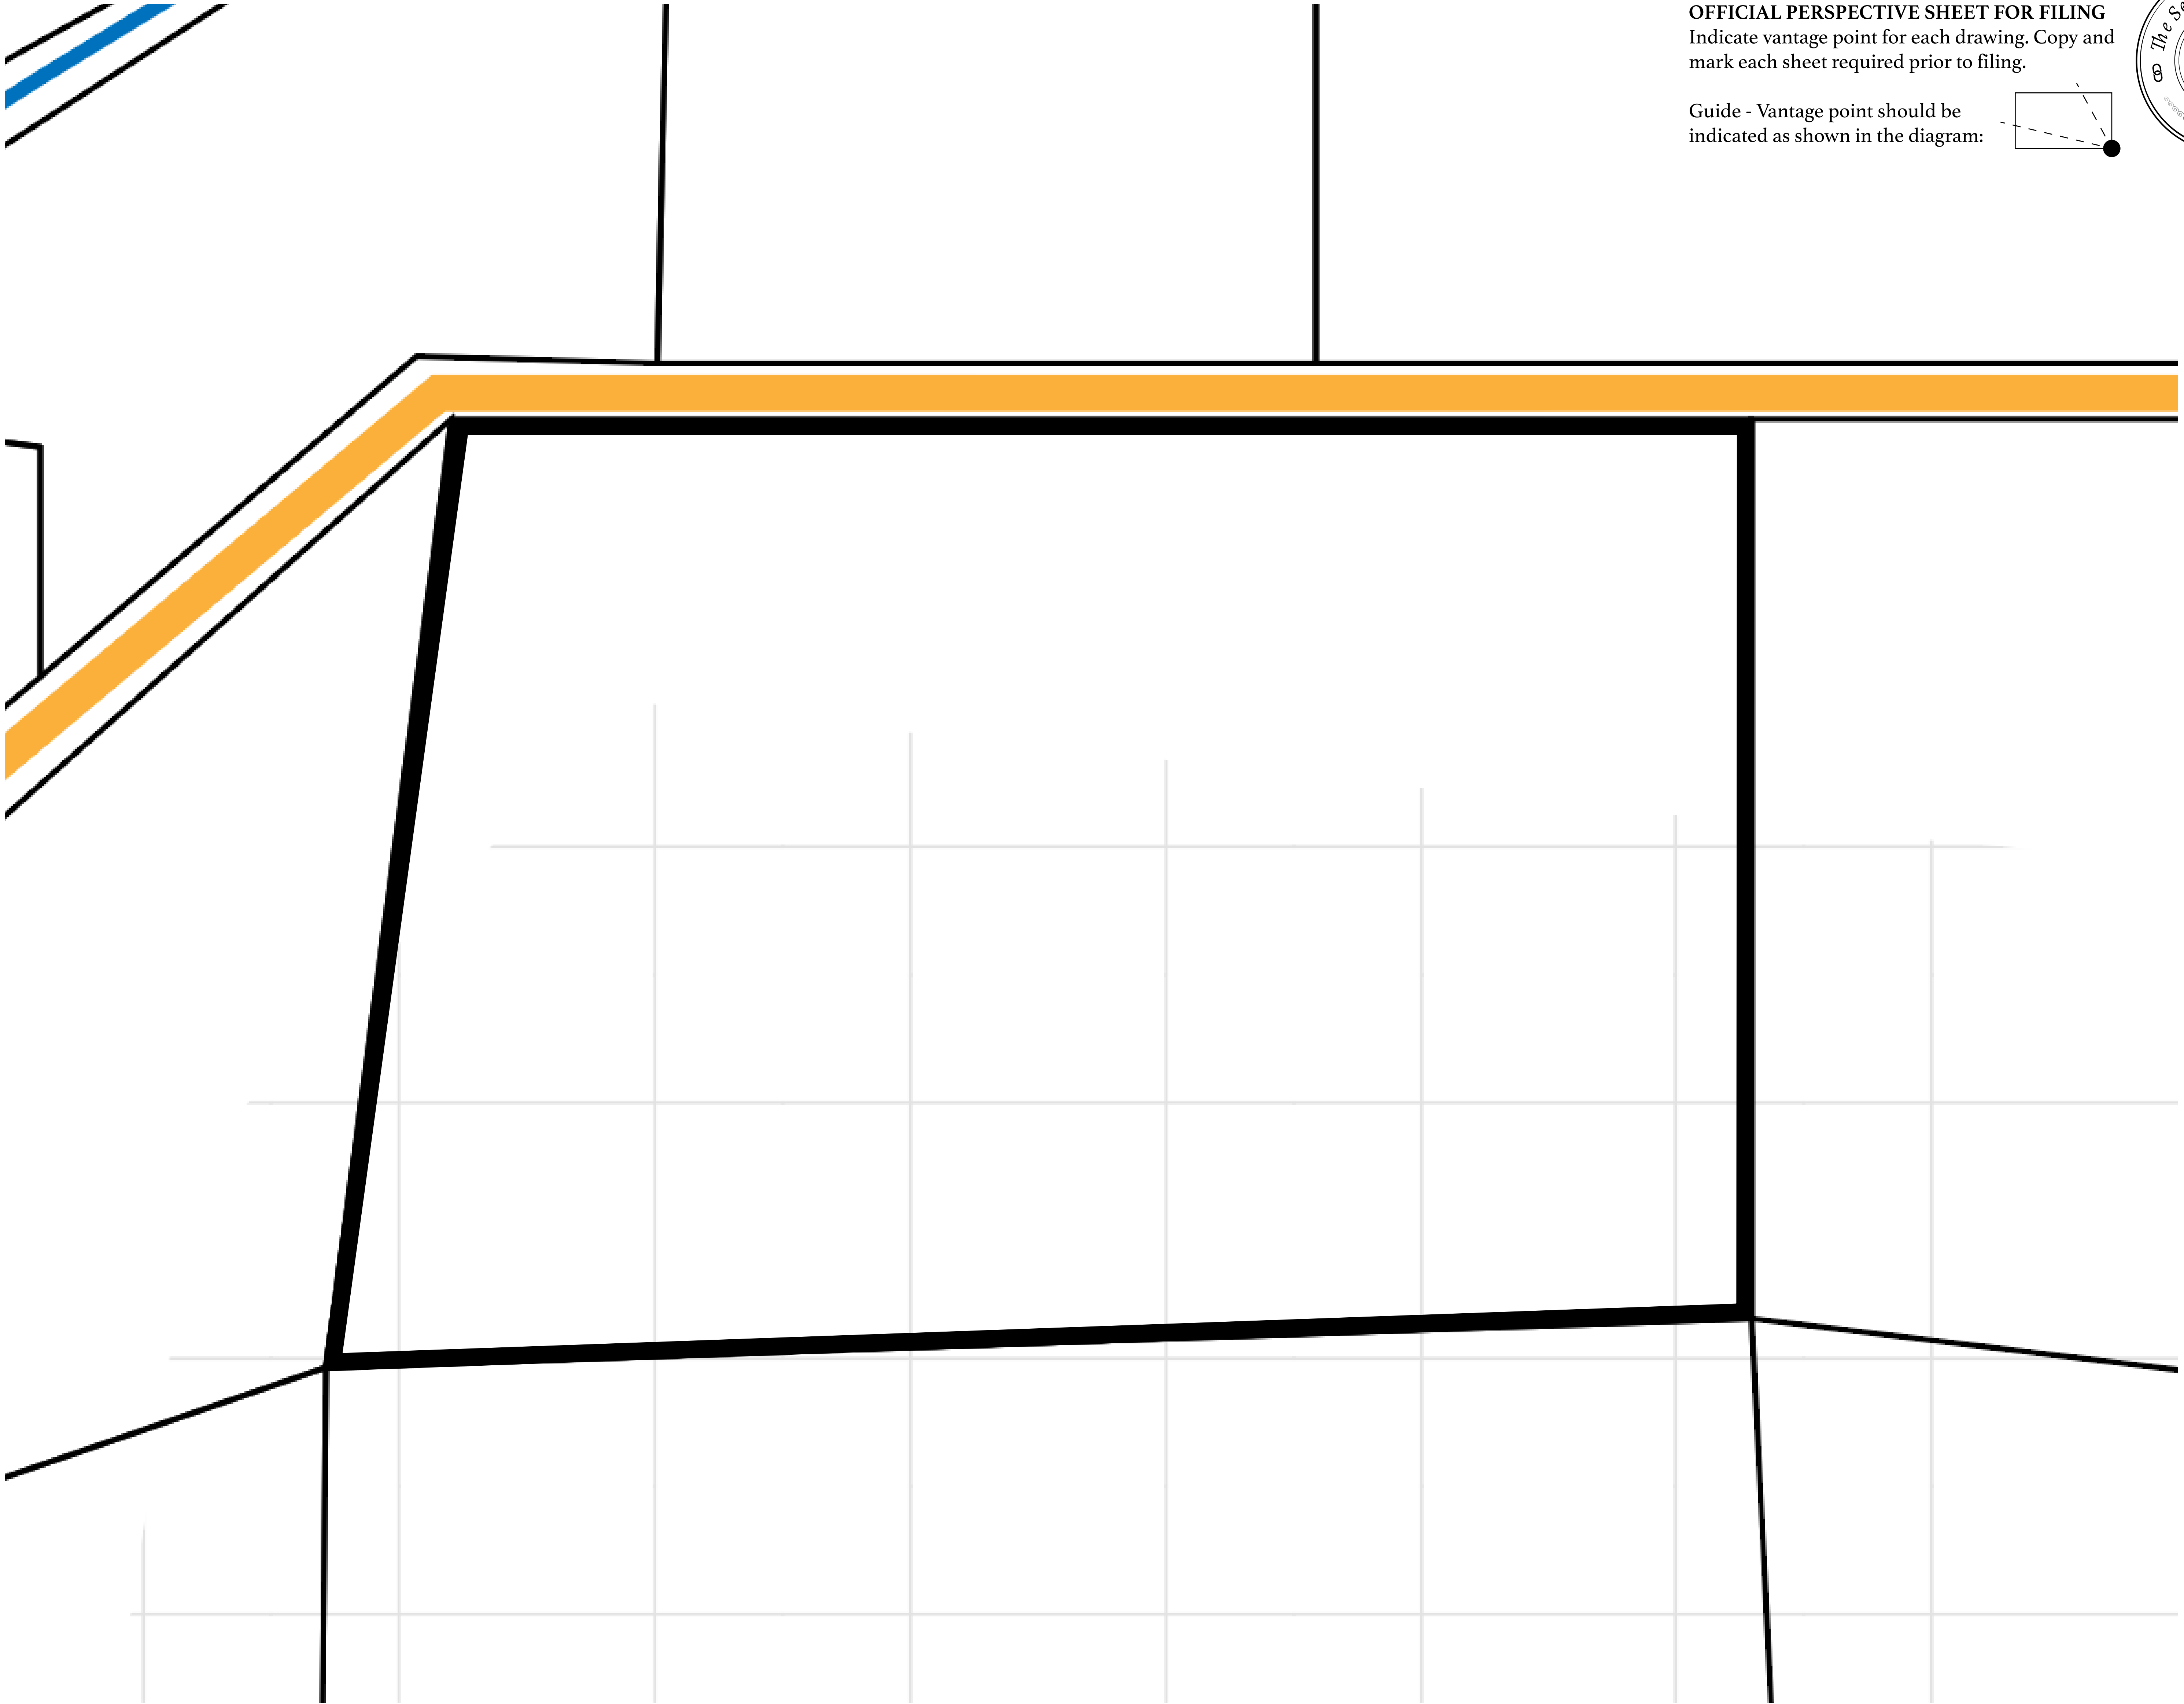 OFFICIAL PERSPECTIVE SHEET FOR FILING
Indicate vantage point for each drawing. Copy and
mark each sheet required prior to filing.
Guide - Vantage point should be
indicated as shown in the diagram:
The